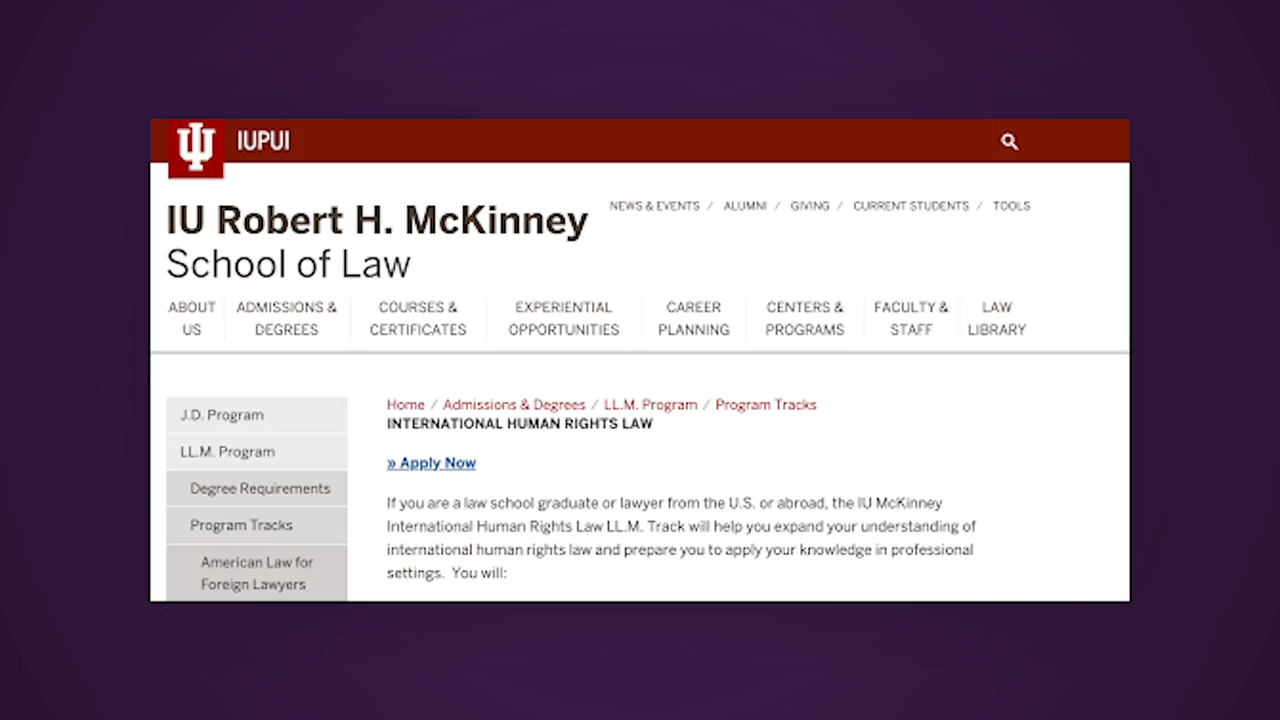 IUPUI
IU Robert H. McKinney
School of Law
NEWS & EVENTS / ALUMNI / GIVING / CURRENT STUDENTS / TOOLS
ABOUT US
ADMISSIONS & DEGREES
COURSES & CERTIFICATES
EXPERIENTIAL OPPORTUNITIES
CAREER PLANNING
CENTERS & PROGRAMS
FACULTY & STAFF
LAW LIBRARY
J.D. Program
LL.M. Program
Degree Requirements
Program Tracks
American Law for
Foreign Lawyers
Home / Admissions & Degrees / LL.M. Program / Program Tracks
INTERNATIONAL HUMAN RIGHTS LAW
» Apply Now
If you are a law school graduate or lawyer from the U.S. or abroad, the IU McKinney
International Human Rights Law LL.M. Track will help you expand your understanding of
international human rights law and prepare you to apply your knowledge in professional
settings. You will: